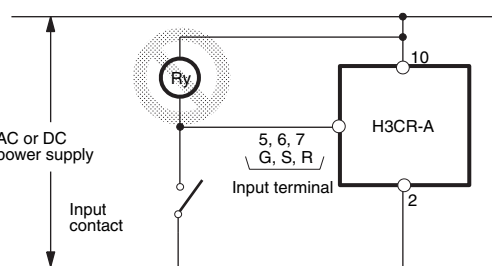 10
Ry
H3CR-A
AC or DC
power supply
5, 6, 7
G, S, R
Input terminal
2
Input
contact